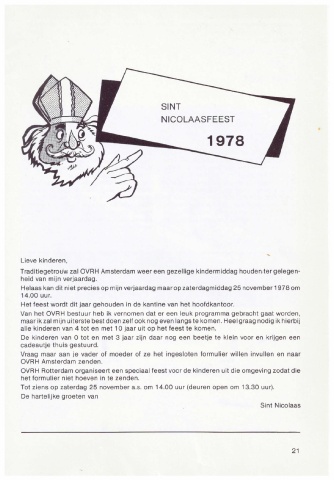 SINT
NICOLAASFEEST
1978
Lieve kinderen,
Traditiegetrouw zal OVRH Amsterdam weer een gezellige kindermiddag houden ter gelegen-
heid van mijn verjaardag.
Helaas kan dit niet precies op mijn verjaardag maar op zaterdagmiddag 25 november 1978 om
14.00 uur.
Het feest wordt dit jaar gehouden in de kantine van het hoofdkantoor.
Van het OVRH bestuur heb ik vernomen dat er een leuk programma gebracht gaat worden,
maar ik zal mijn uiterste best doen zelf ook nog even langs te komen. Heel graag nodig ik hierbij
alle kinderen van 4 tot en met 10 jaar uit op het feest te komen.
De kinderen van 0 tot en met 3 jaar zijn daar nog een beetje te klein voor en krijgen een
cadeautje thuis gestuurd.
Vraag maar aan je vader of moeder of ze het ingesloten formulier willen invullen en naar
OVRH Amsterdam zenden.
OVRH Rotterdam organiseert een speciaal feest voor de kinderen uit die omgeving zodat die
het formulier niet hoeven in te zenden.
Tot ziens op zaterdag 25 november a.s. om 14.00 uur (deuren open om 13.30 uur).
De hartelijke groeten van
Sint Nicolaas
21